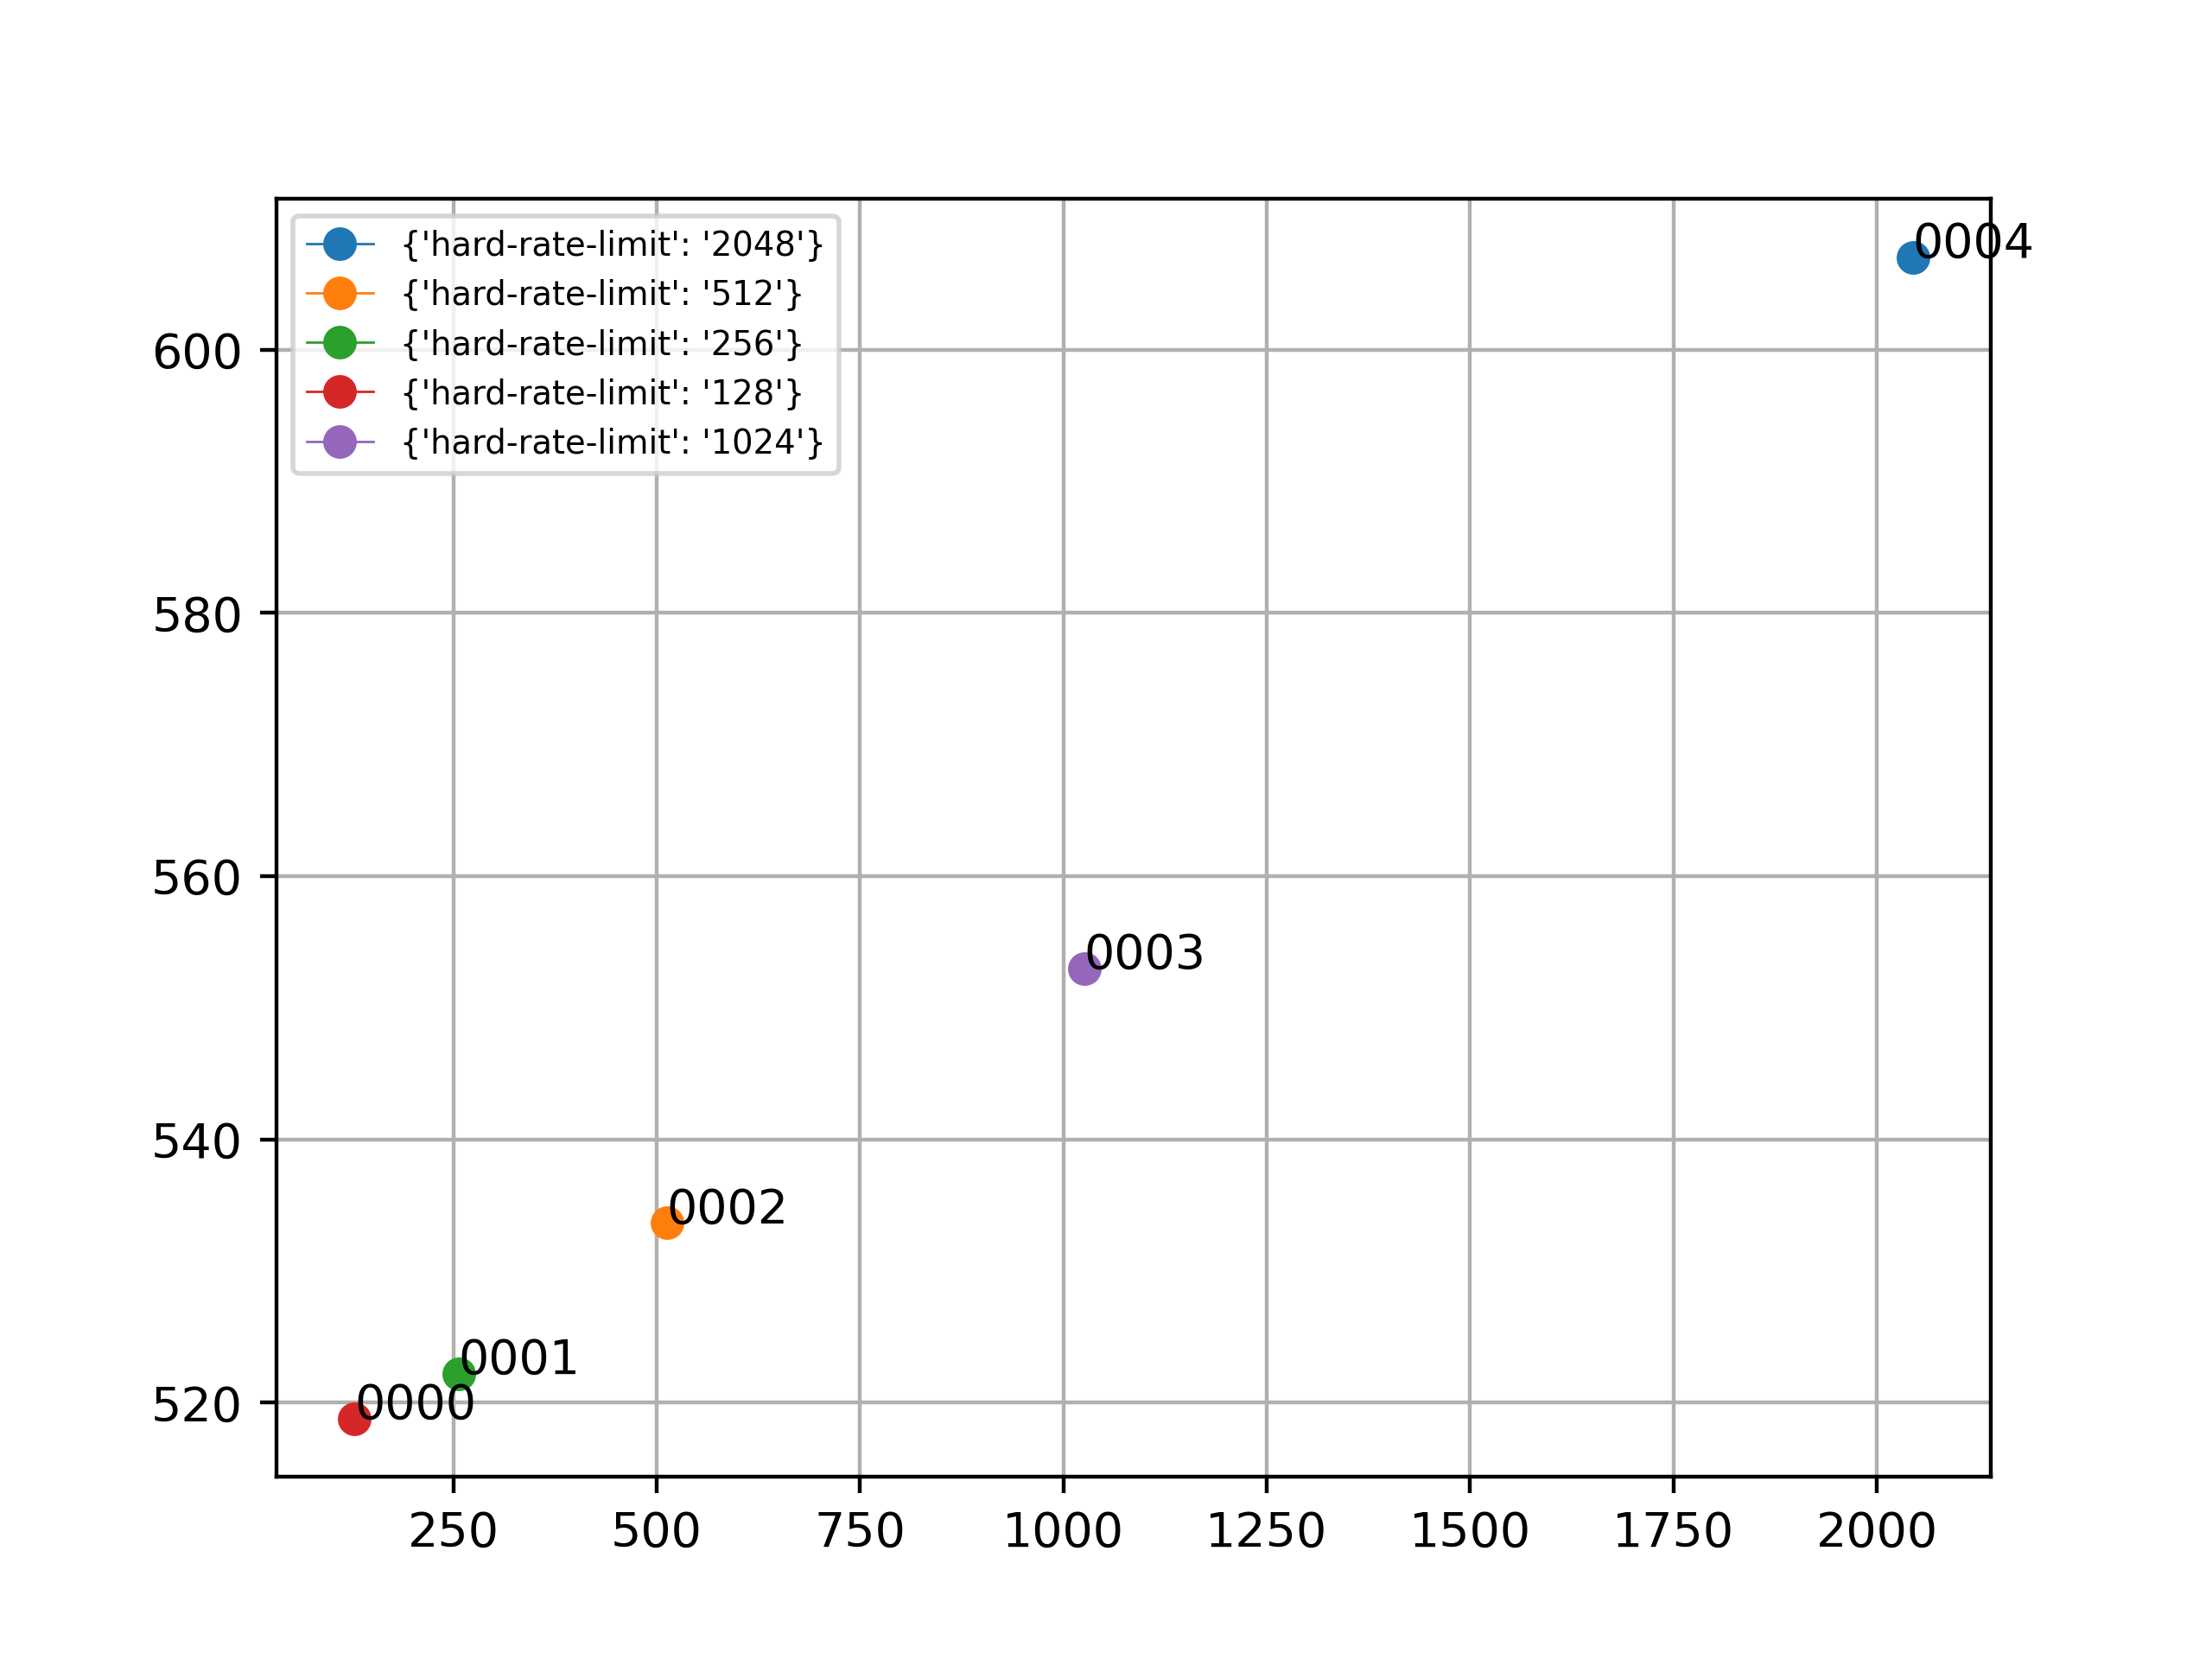 {'hard-rate-limit': '2048'}
{'hard-rate-limit': '512'}
{'hard-rate-limit': '256'}
{'hard-rate-limit': '128'}
{'hard-rate-limit': '1024'}
0004
600
580
560
0003
540
0002
0001
0000
520
250 500 750 1000 1250 1500 1750 2000